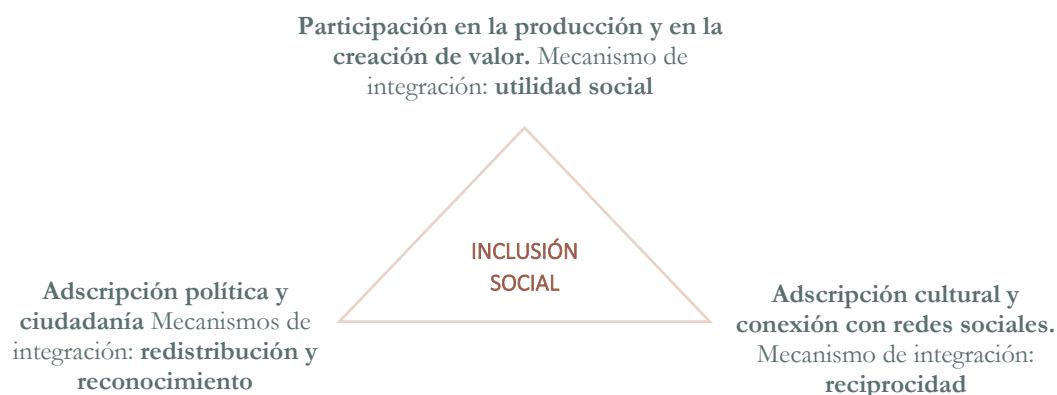 Participación en la producción y en la
creación de valor. Mecanismo de
integración: utilidad social
INCLUSIÓN
SOCIAL
Adscripción política y
ciudadanía Mecanismos de
integración: redistribución y
reconocimiento
Adscripción cultural y
conexión con redes sociales.
Mecanismo de integración:
reciprocidad